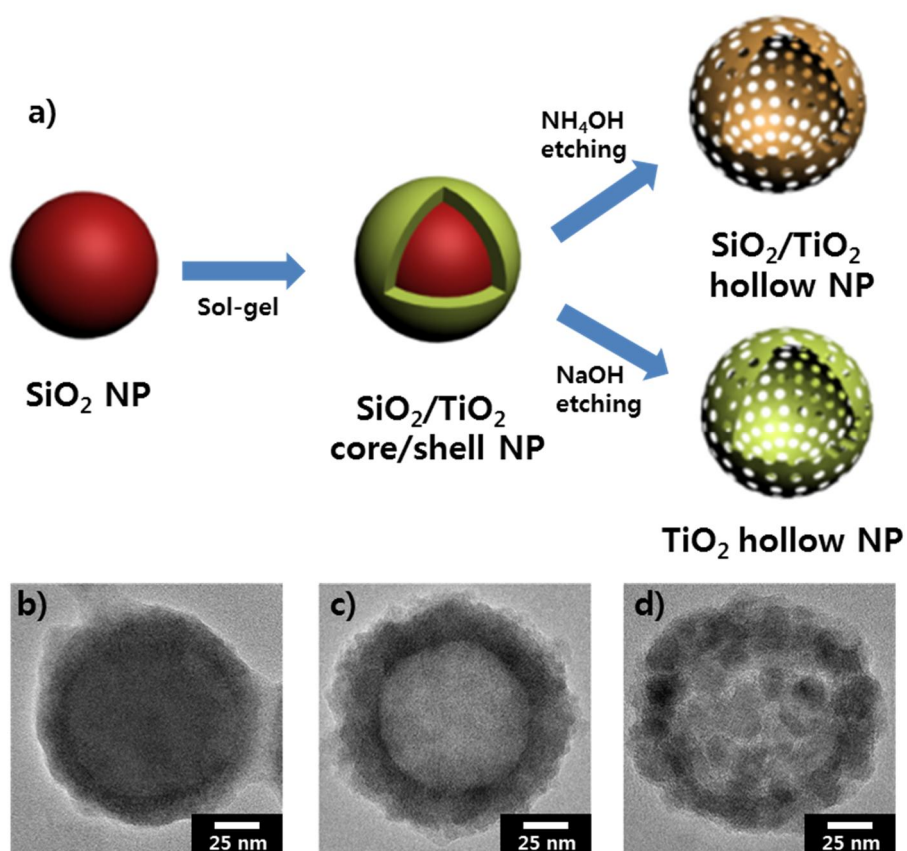 a)
NH₄OH
etching
SiO₂/TiO₂
hollow NP
Sol-gel
SiO₂ NP
NaOH
etching
SiO₂/TiO₂
core/shell NP
TiO₂ hollow NP
b)
c)
d)
25 nm
25 nm
25 nm